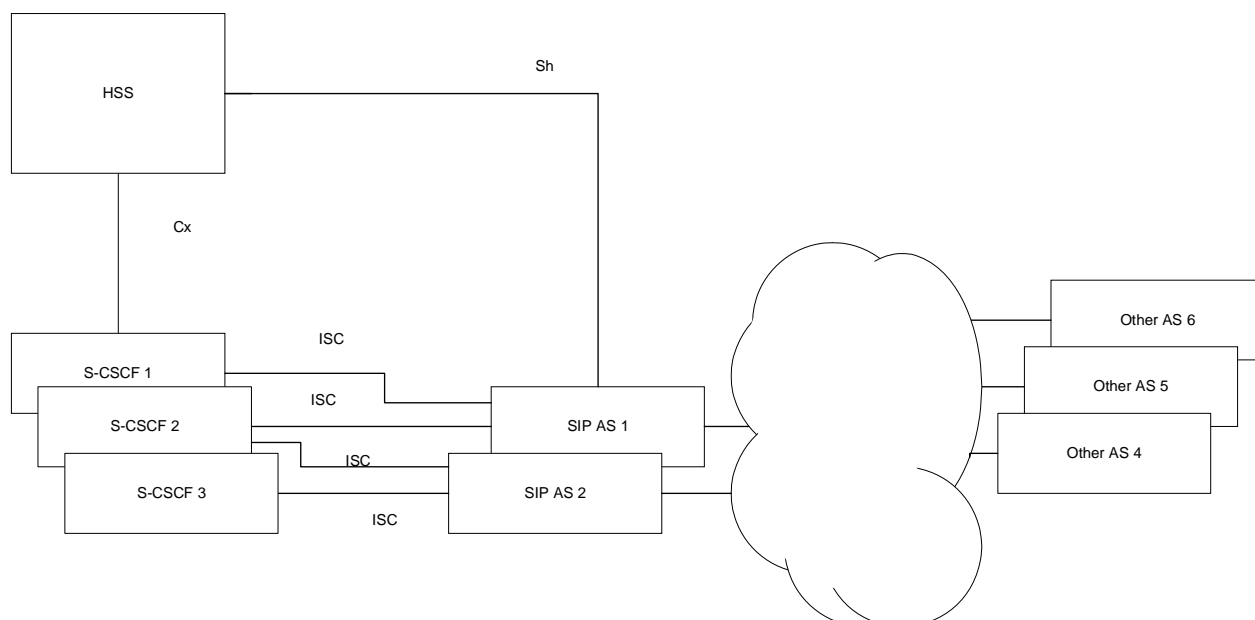 Sh
HSS
Cx
ISC
S-CSCF 1
ISC
S-CSCF 2
SIP AS 1
ISC
S-CSCF 3
SIP AS 2
ISC
Other AS 6
Other AS 5
Other AS 4